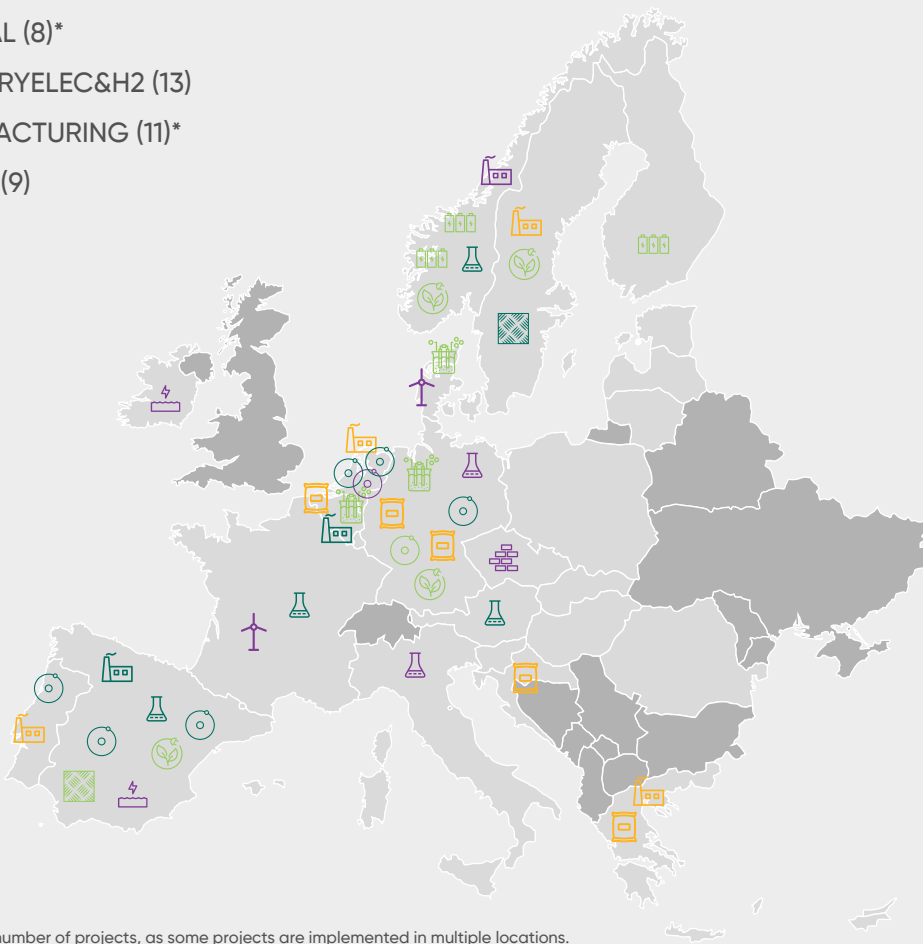 AL (8)*
RYELEC&H2 (13)
ACTURING (11)*
(9)
number of projects, as some projects are implemented in multiple locations.